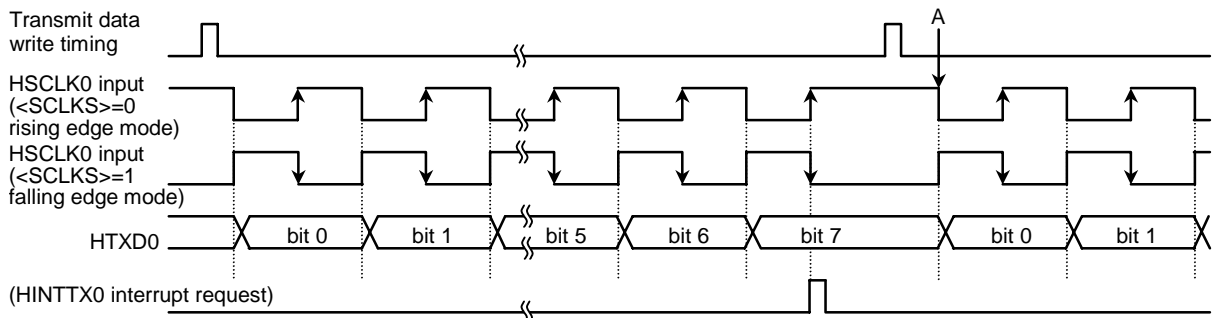 Transmit data
write timing
A
HSCLK0 input
(<SCLKS>=0
rising edge mode)
HSCLK0 input
(<SCLKS>=1
falling edge mode)
HTXD0 bit 0 bit 1 bit 5 bit 6 bit 7 bit 0 bit 1
(HINTTX0 interrupt request)